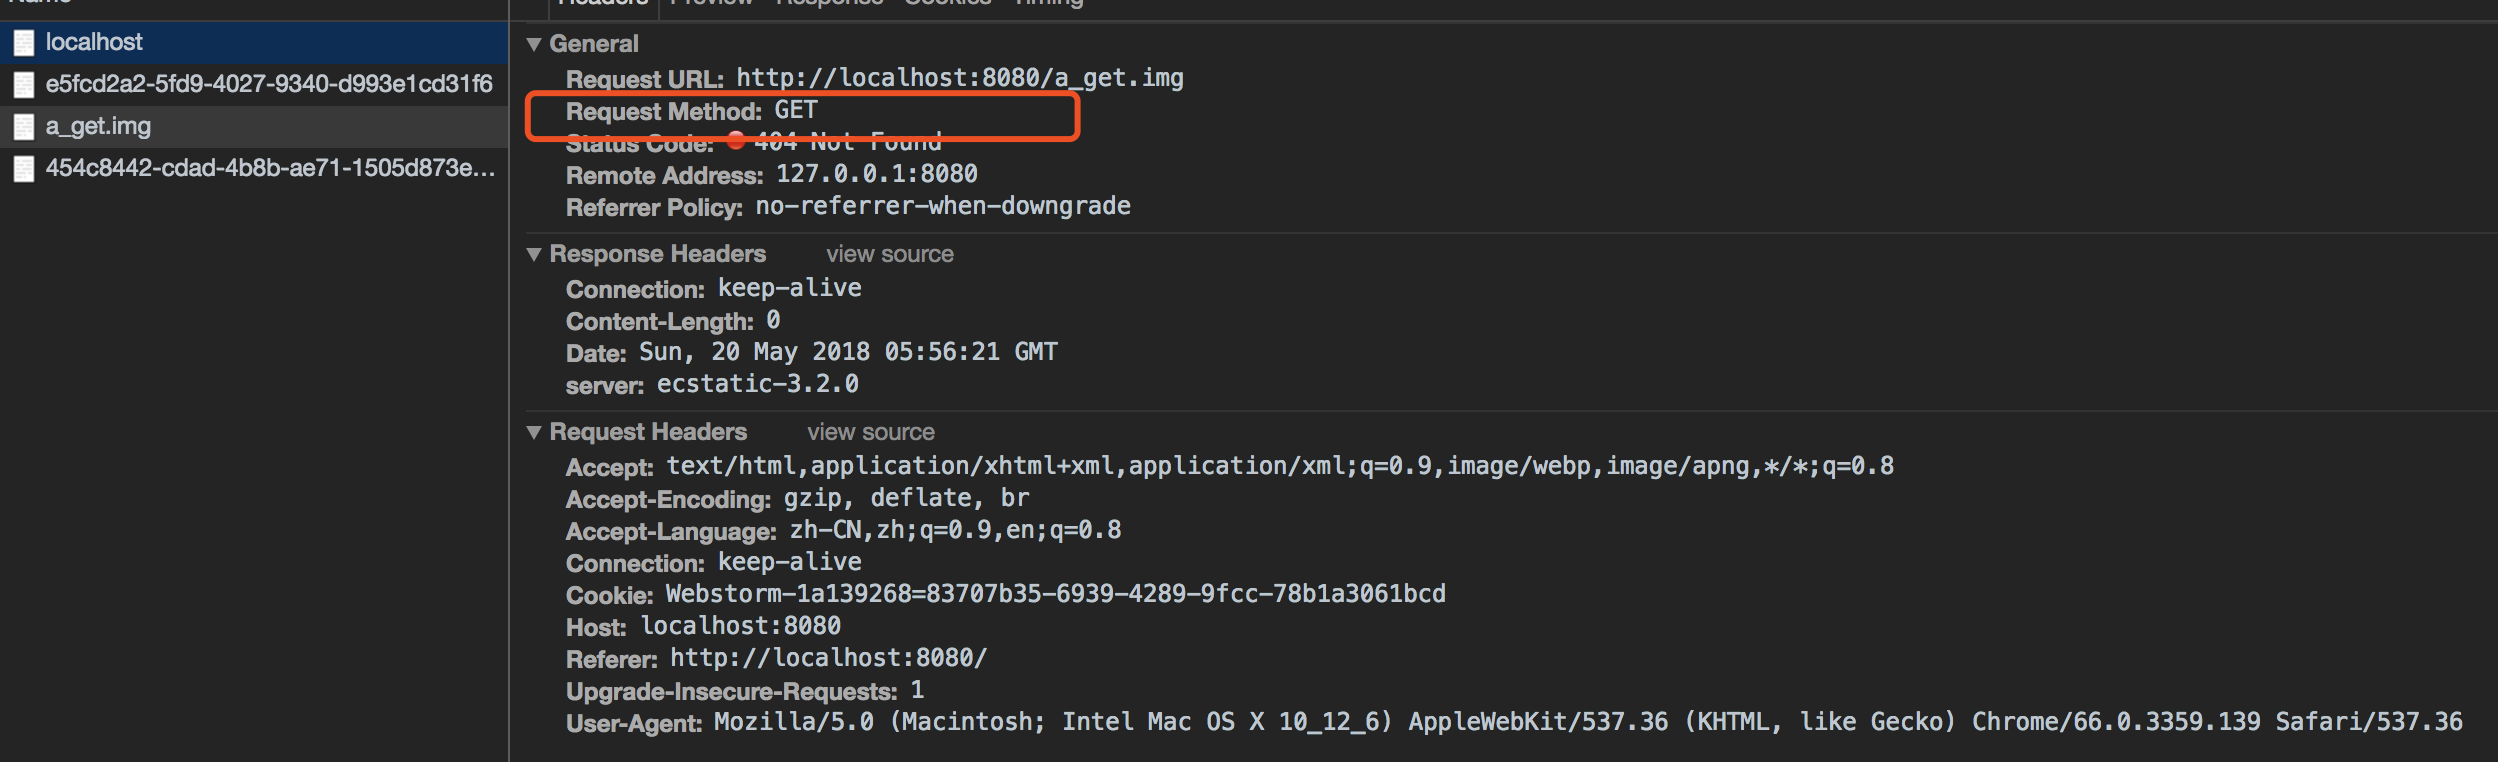 Name
Headers Preview Response Cookies Timing
localhost
e5fcd2a2-5fd9-4027-9340-d993e1cd31f6
a_get.img
454c8442-cdad-4b8b-ae71-1505d873e...
General
Request URL: http://localhost:8080/a_get.img
Request Method: GET
Status Code: 404 Not Found
Remote Address: 127.0.0.1:8080
Referrer Policy: no-referrer-when-downgrade
Response Headers view source
Connection: keep-alive
Content-Length: 0
Date: Sun, 20 May 2018 05:56:21 GMT
server: ecstatic-3.2.0
Request Headers view source
Accept: text/html,application/xhtml+xml,application/xml;q=0.9,image/webp,image/apng,*/*;q=0.8
Accept-Encoding: gzip, deflate, br
Accept-Language: zh-CN,zh;q=0.9,en;q=0.8
Connection: keep-alive
Cookie: Webstorm-1a139268=83707b35-6939-4289-9fcc-78b1a3061bcd
Host: localhost:8080
Referer: http://localhost:8080/
Upgrade-Insecure-Requests: 1
User-Agent: Mozilla/5.0 (Macintosh; Intel Mac OS X 10_12_6) AppleWebKit/537.36 (KHTML, like Gecko) Chrome/66.0.3359.139 Safari/537.36